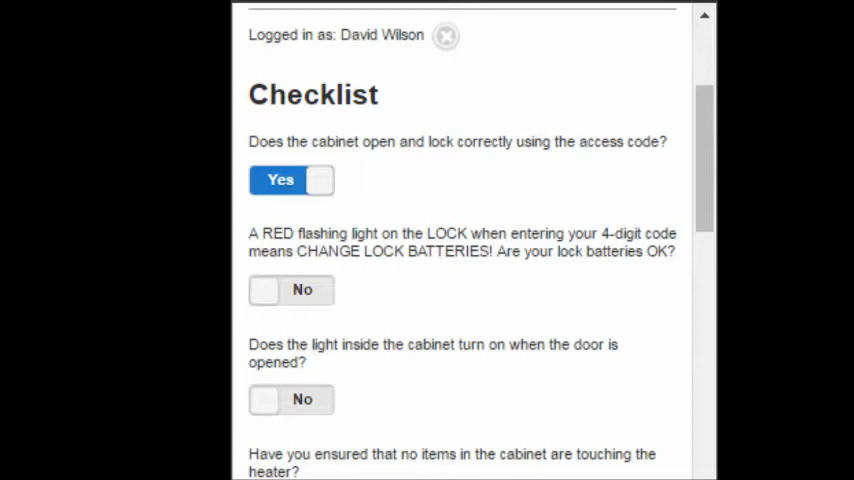 Logged in as: David Wilson
Checklist
Does the cabinet open and lock correctly using the access code?
Yes
A RED flashing light on the LOCK when entering your 4-digit code
means CHANGE LOCK BATTERIES! Are your lock batteries OK?
No
Does the light inside the cabinet turn on when the door is
opened?
No
Have you ensured that no items in the cabinet are touching the
heater?